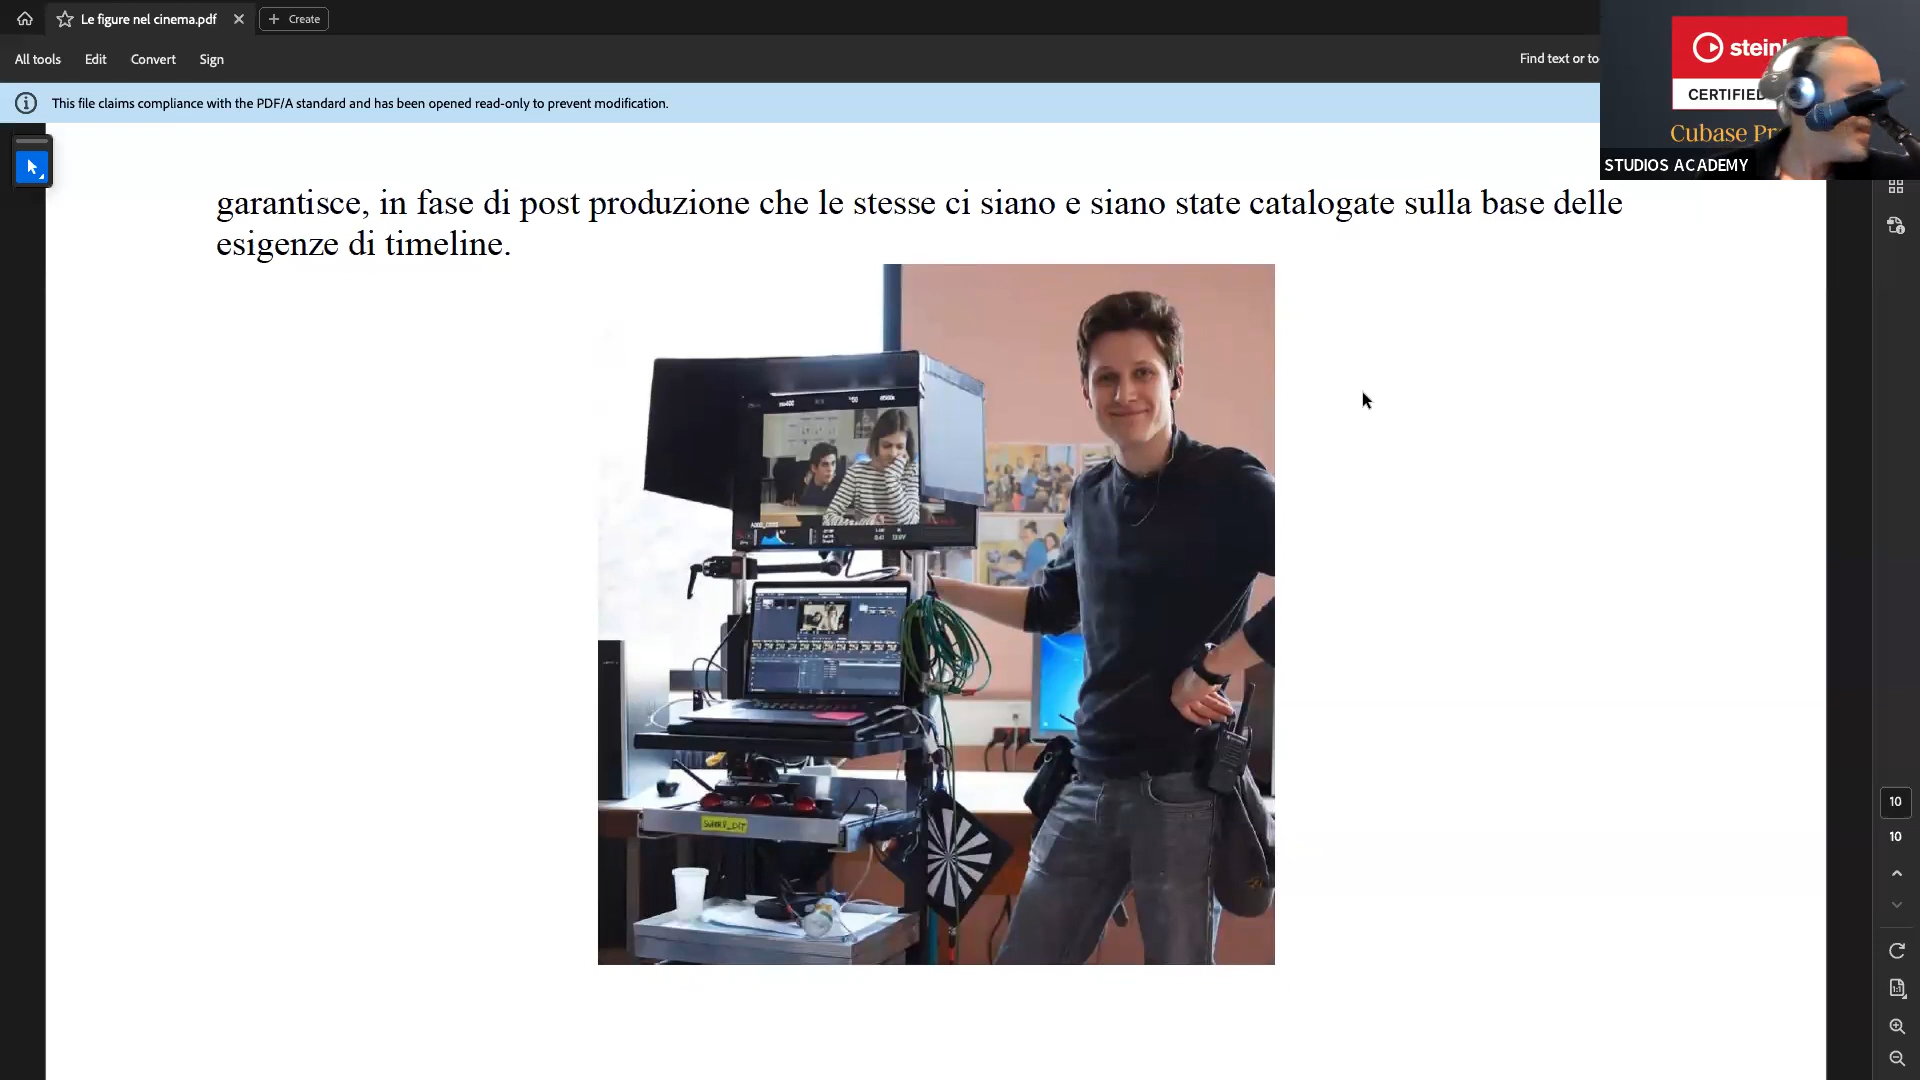 Le figure nel cinema.pdf
Create
All tools
Edit
Convert
Sign
Find text or to
This file claims compliance with the PDF/A standard and has been opened read-only to prevent modification.
CERTIFIED
STUDIOS ACADEMY
garantisce, in fase di post produzione che le stesse ci siano e siano state catalogate sulla base delle
esigenze di timeline.
10
10